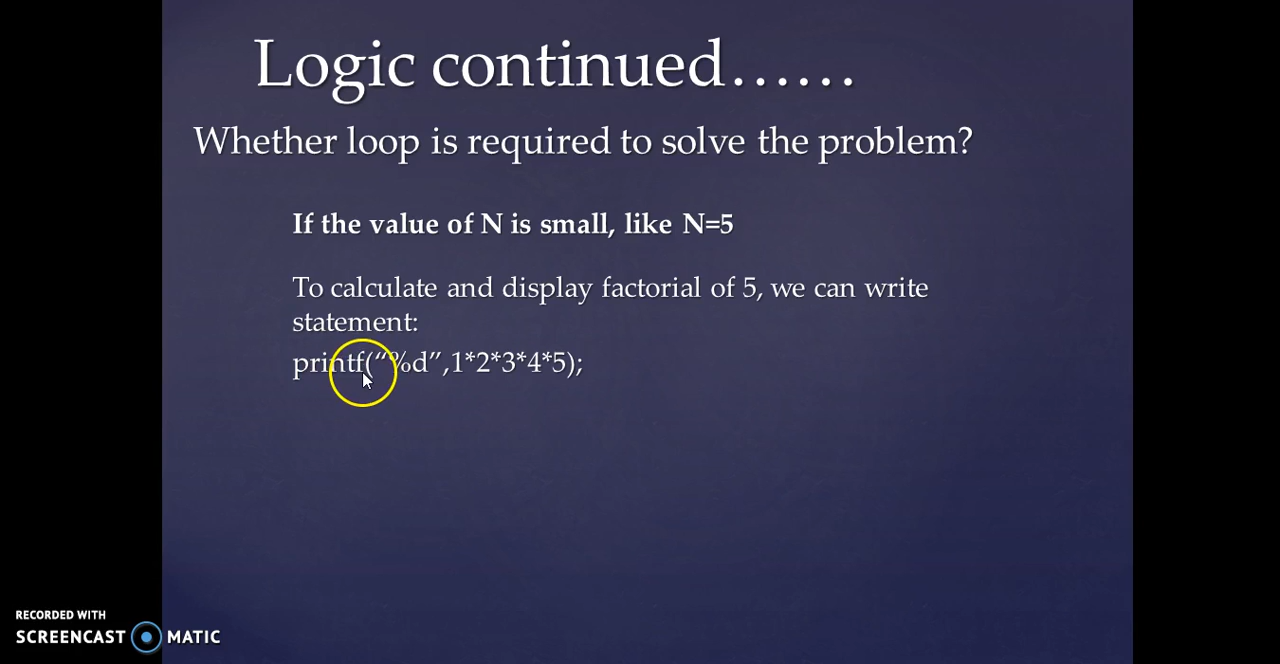 Logic continued……
Whether loop is required to solve the problem?
If the value of N is small, like N=5
To calculate and display factorial of 5, we can write
statement:
printf(“%d”,1*2*3*4*5);
RECORDED WITH
SCREENCAST MATIC